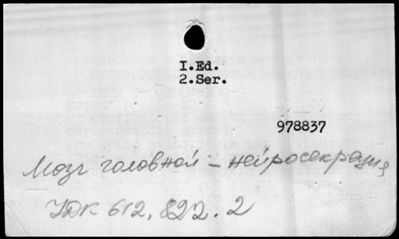 I.Ed.
2.Ser.
978837
Мозг головной – нейросекреция
УДК 612,822.2